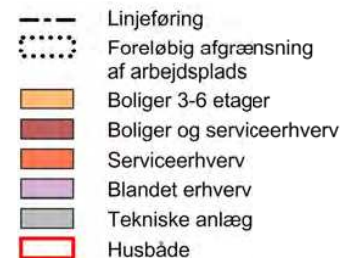 Linjeføring
Foreløbig afgrænsning
af arbejdsplads
Boliger 3-6 etager
Boliger og serviceerhverv
Serviceerhverv
Blandet erhverv
Tekniske anlæg
Husbåde